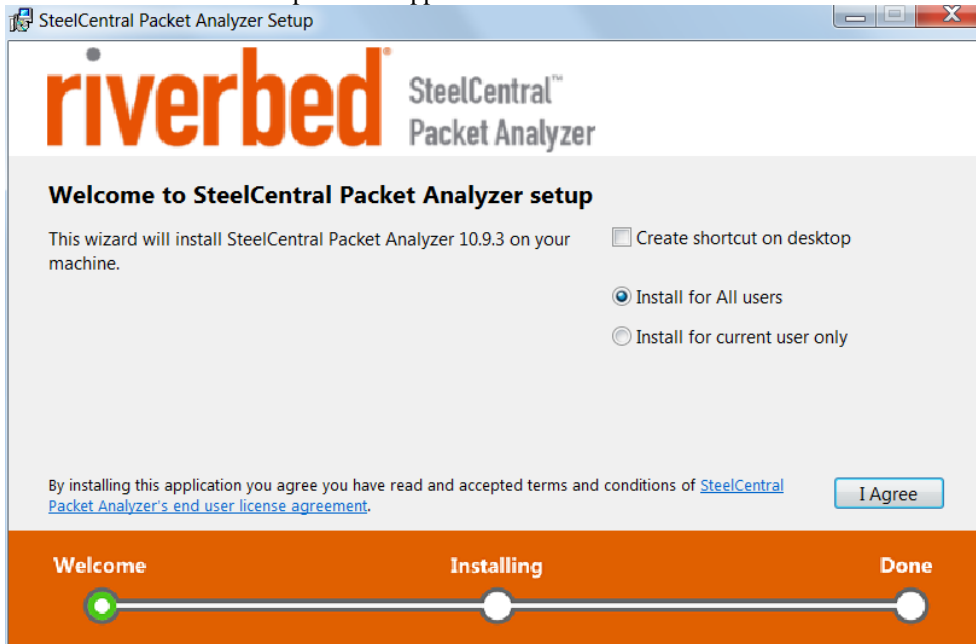 SteelCentral Packet Analyzer Setup
riverbed®
SteelCentral™
Packet Analyzer
Welcome to SteelCentral Packet Analyzer setup
This wizard will install SteelCentral Packet Analyzer 10.9.3 on your
machine.
Create shortcut on desktop
Install for All users
Install for current user only
By installing this application you agree you have read and accepted terms and conditions of SteelCentral
Packet Analyzer's end user license agreement.
I Agree
Welcome
Installing
Done